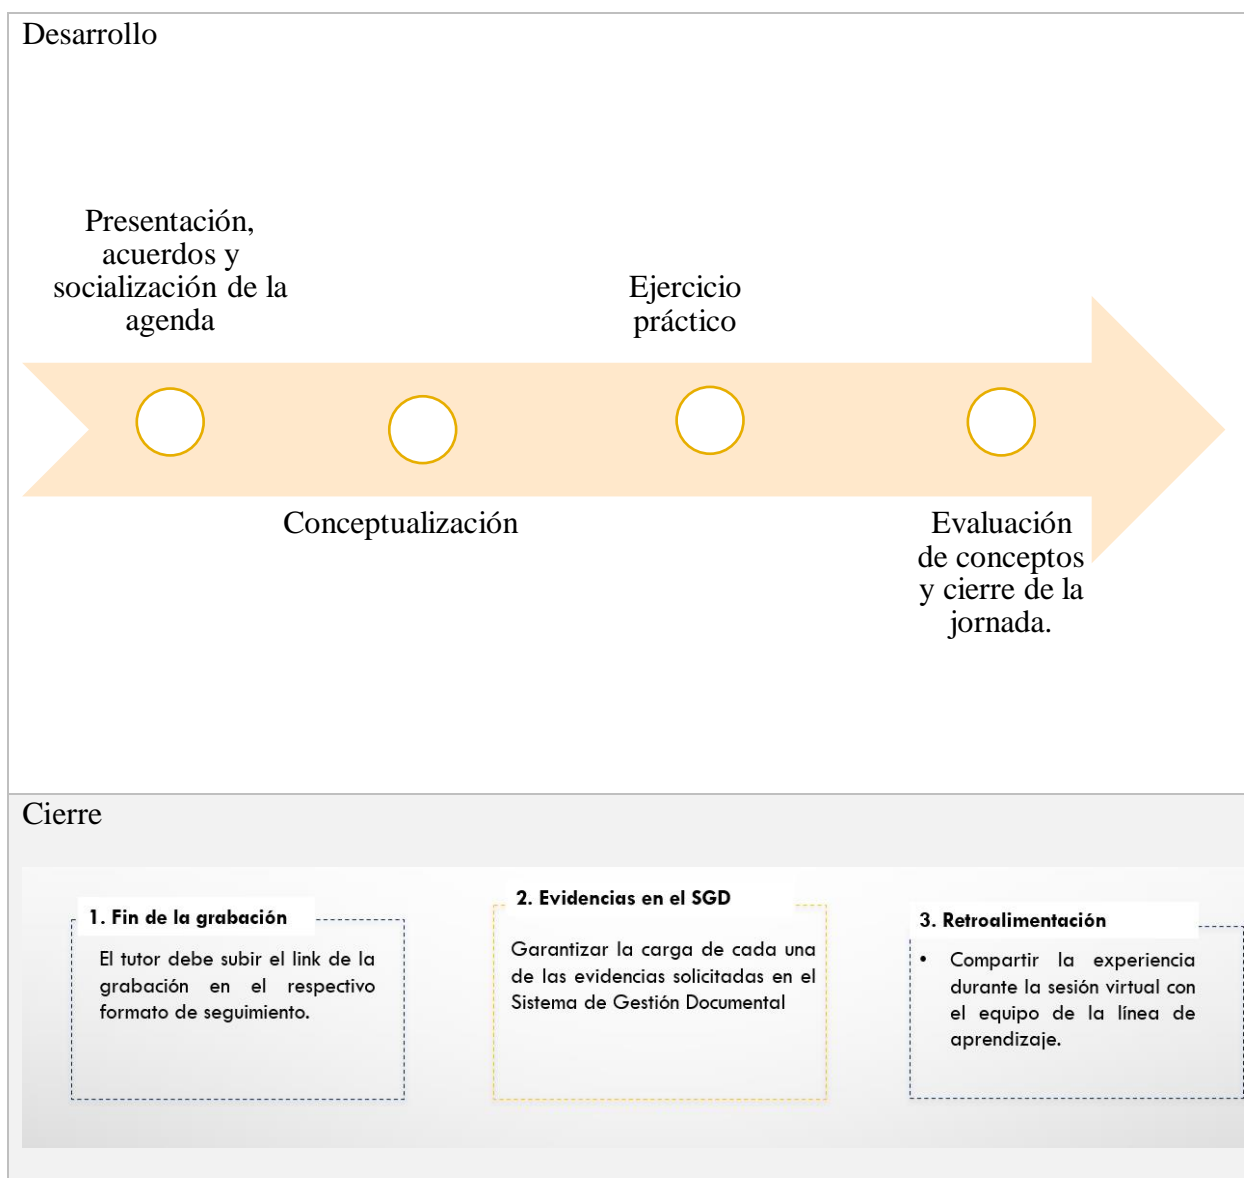 Desarrollo
Presentación,
acuerdos y
socialización de la
agenda
Conceptualización
Ejercicio
práctico
Evaluación
de conceptos
y cierre de la
jornada.
Cierre
1. Fin de la grabación
El tutor debe subir el link de la
grabación en el respectivo
formato de seguimiento.
2. Evidencias en el SGD
Garantizar la carga de cada una
de las evidencias solicitadas en el
Sistema de Gestión Documental
3. Retroalimentación
• Compartir la experiencia
durante la sesión virtual con
el equipo de la línea de
aprendizaje.